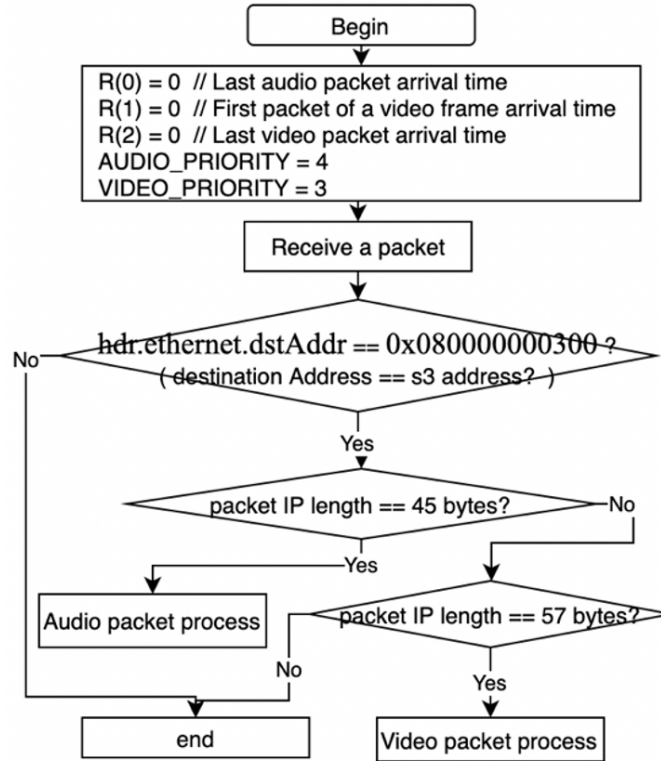 Begin
R(0) = 0 // Last audio packet arrival time
R(1) = 0 // First packet of a video frame arrival time
R(2) = 0 // Last video packet arrival time
AUDIO_PRIORITY = 4
VIDEO_PRIORITY = 3
Receive a packet
hdr.ethernet.dstAddr == 0x080000000300 ?
( destination Address == s3 address? )
No
Yes
packet IP length == 45 bytes?
No
Yes
Audio packet process
packet IP length == 57 bytes?
No
Yes
end
Video packet process